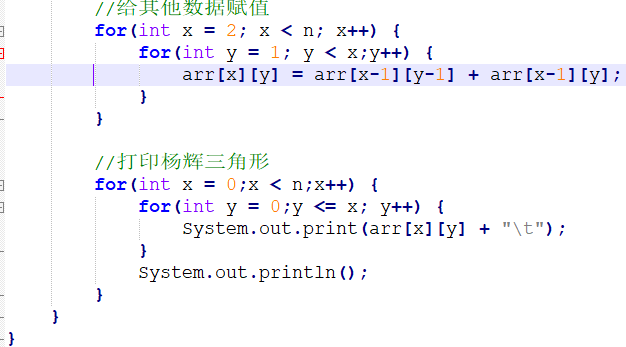 //给其他数据赋值
for(int x = 2; x < n; x++) {
for(int y = 1; y < x;y++) {
arr[x][y] = arr[x-1][y-1] + arr[x-1][y];
}
}
//打印杨辉三角形
for(int x = 0;x < n;x++) {
for(int y = 0;y <= x; y++) {
System.out.print(arr[x][y] + "\t");
}
System.out.println();
}
}
}